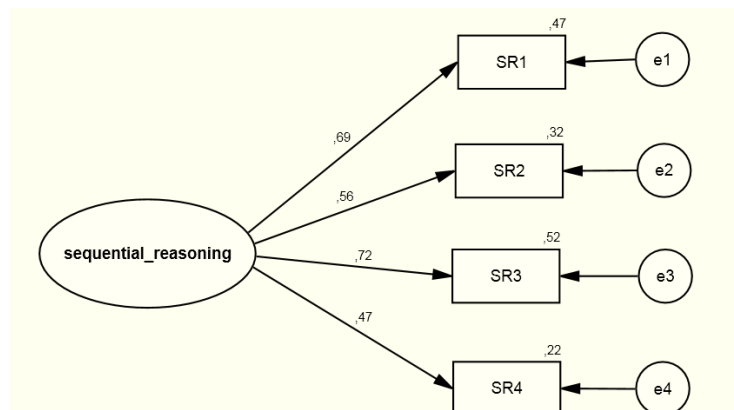 ,47
SR1
e1
,69
,32
SR2
e2
,56
sequential_reasoning
,52
SR3
e3
,72
,47
,22
SR4
e4